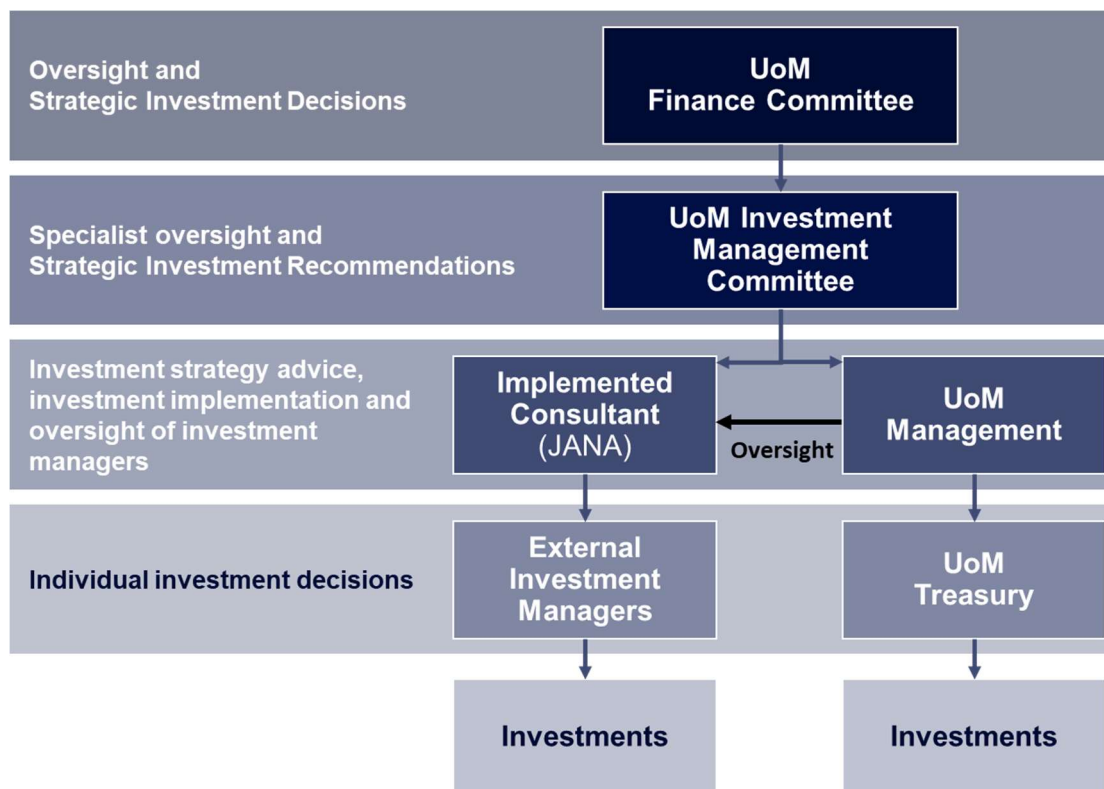 Oversight and
Strategic Investment Decisions
UoM
Finance Committee
Specialist oversight and
Strategic Investment Recommendations
UoM Investment
Management
Committee
Investment strategy advice,
investment implementation and
oversight of investment
managers
Implemented
Consultant
(JANA)
Oversight
UoM
Management
Individual investment decisions
External
Investment
Managers
UoM
Treasury
Investments
Investments